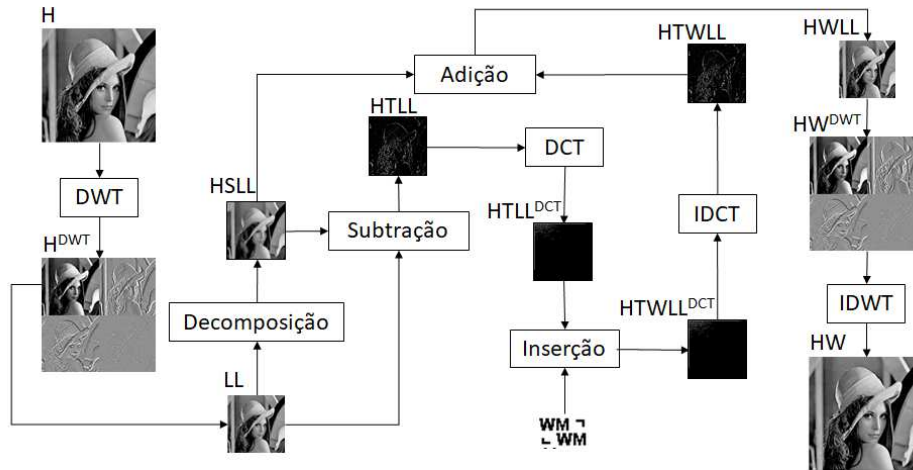 H
DWT
H^DWT
LL
Decomposição
HSLL
Subtração
HTLL
DCT
HTLL^DCT
Inserção
WM
WM
HTWLL^DCT
IDCT
HTWLL
Adição
HWLL
HW^DWT
IDWT
HW